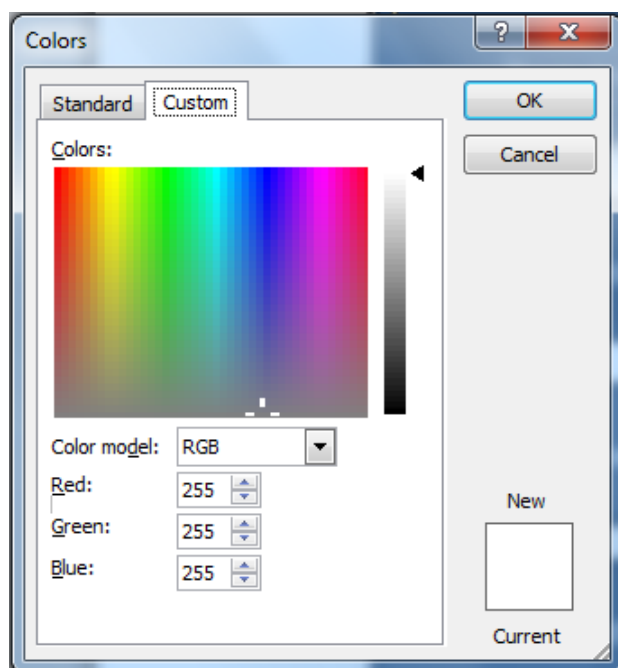 Colors
?
X
Standard
Custom
OK
Cancel
Colors:
Color model: RGB
Red: 255
Green: 255
Blue: 255
New
Current